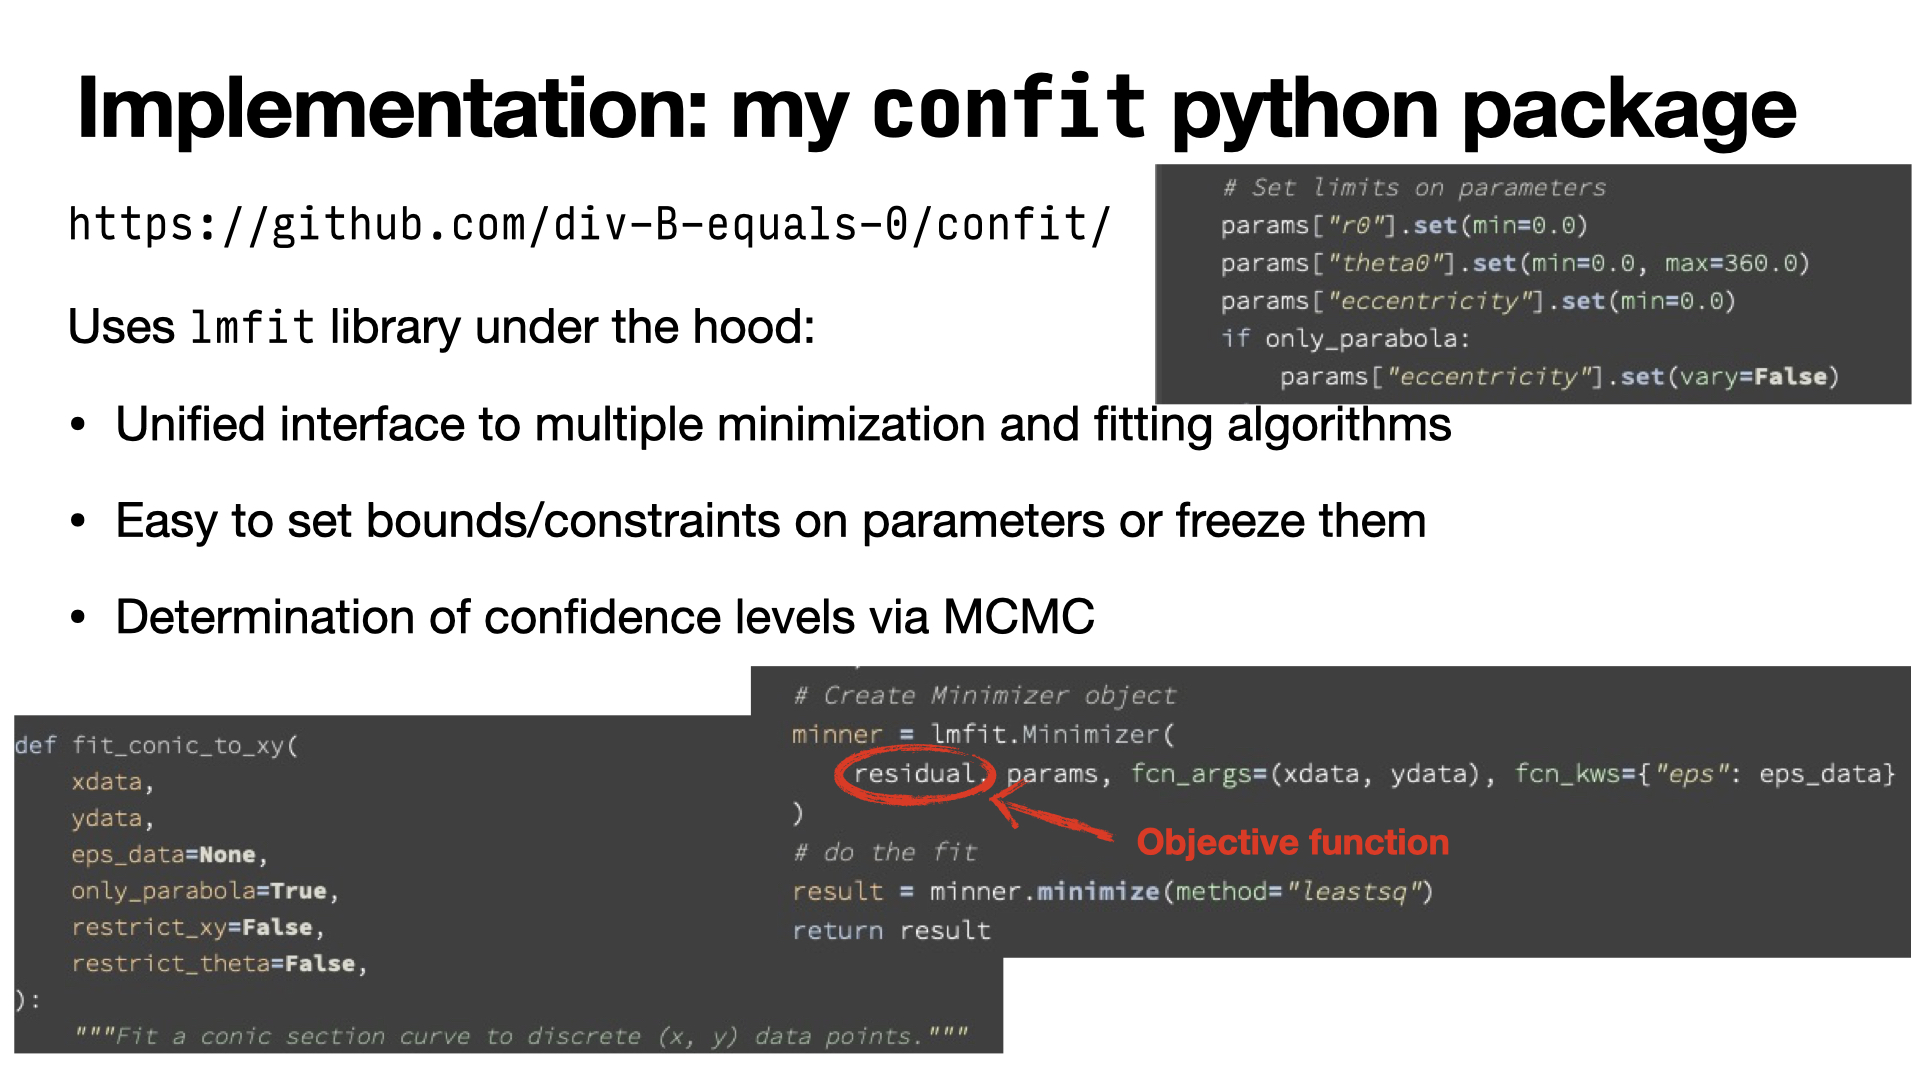 Implementation: my confit python package
https://github.com/div-B-equals-0/confit/
# Set limits on parameters
params["r0"].set(min=0.0)
params["theta0"].set(min=0.0, max=360.0)
params["eccentricity"].set(min=0.0)
if only_parabola:
    params["eccentricity"].set(vary=False)
Uses lmfit library under the hood:
• Unified interface to multiple minimization and fitting algorithms
• Easy to set bounds/constraints on parameters or freeze them
• Determination of confidence levels via MCMC
def fit_conic_to_xy(
    xdata,
    ydata,
    eps_data=None,
    only_parabola=True,
    restrict_xy=False,
    restrict_theta=False,
):
    """Fit a conic section curve to discrete (x, y) data points."""
# Create Minimizer object
minner = lmfit.Minimizer(
    residual, params, fcn_args=(xdata, ydata), fcn_kws={"eps": eps_data}
)
Objective function
# do the fit
result = minner.minimize(method="leastsq")
return result